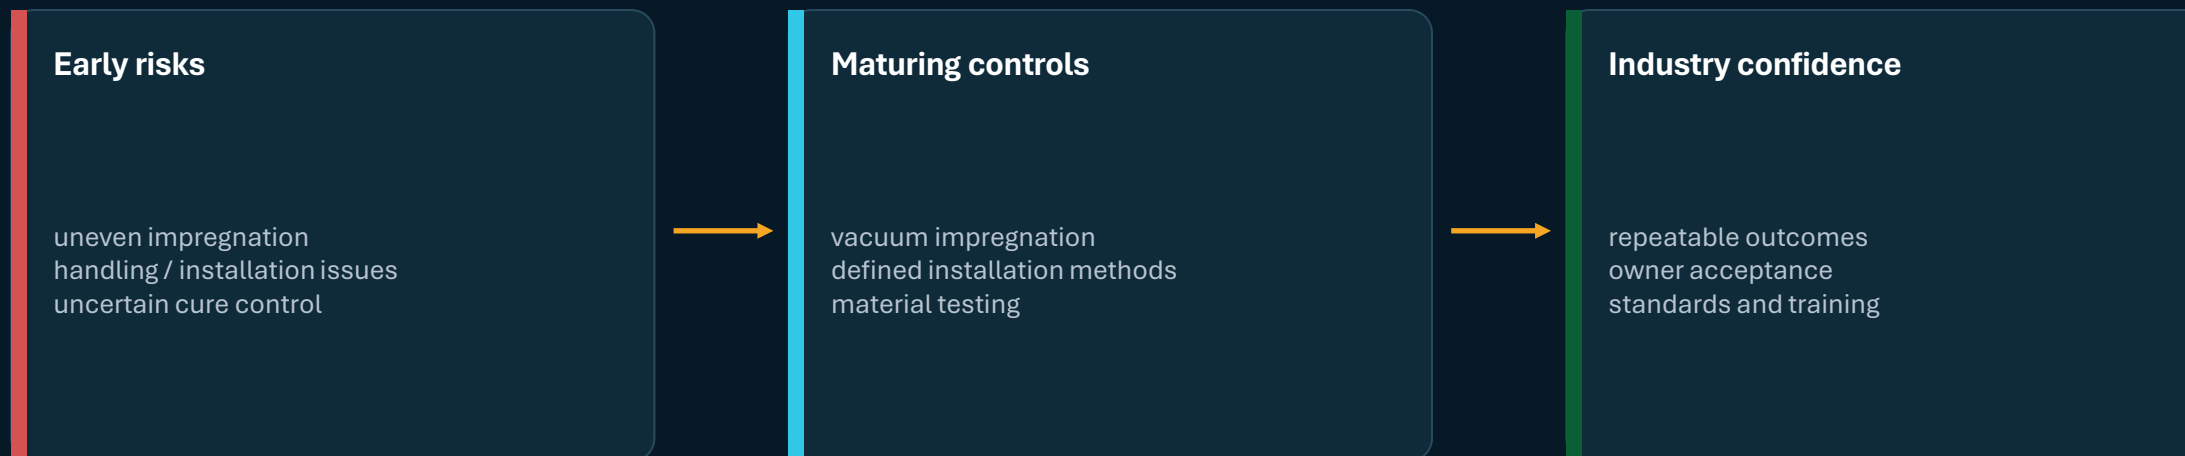 Early risks
uneven impregnation
handling / installation issues
uncertain cure control
Maturing controls
vacuum impregnation
defined installation methods
material testing
Industry confidence
repeatable outcomes
owner acceptance
standards and training